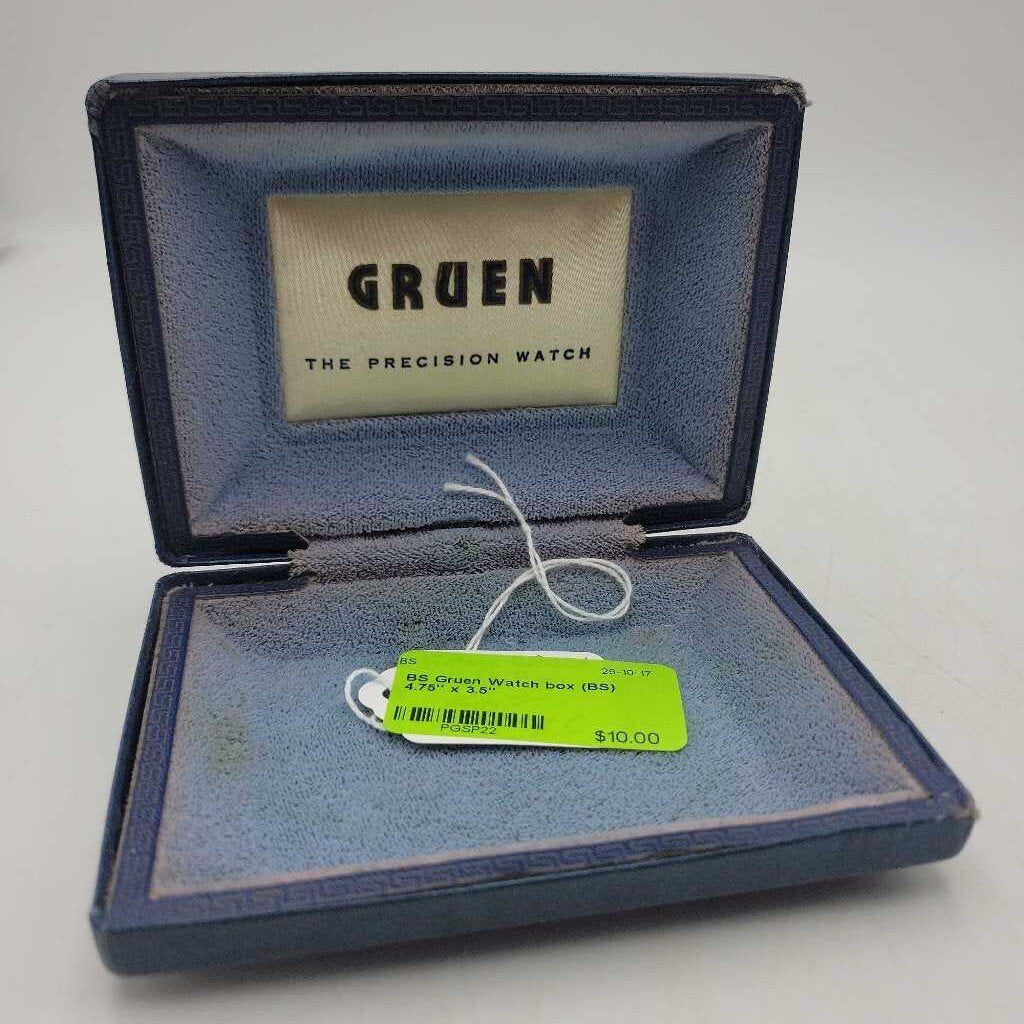 GRUEN
THE PRECISION WATCH
BS 25-10-17
BS Gruen Watch box (BS)
4.75" x 3.5"
PGSP22
$10.00